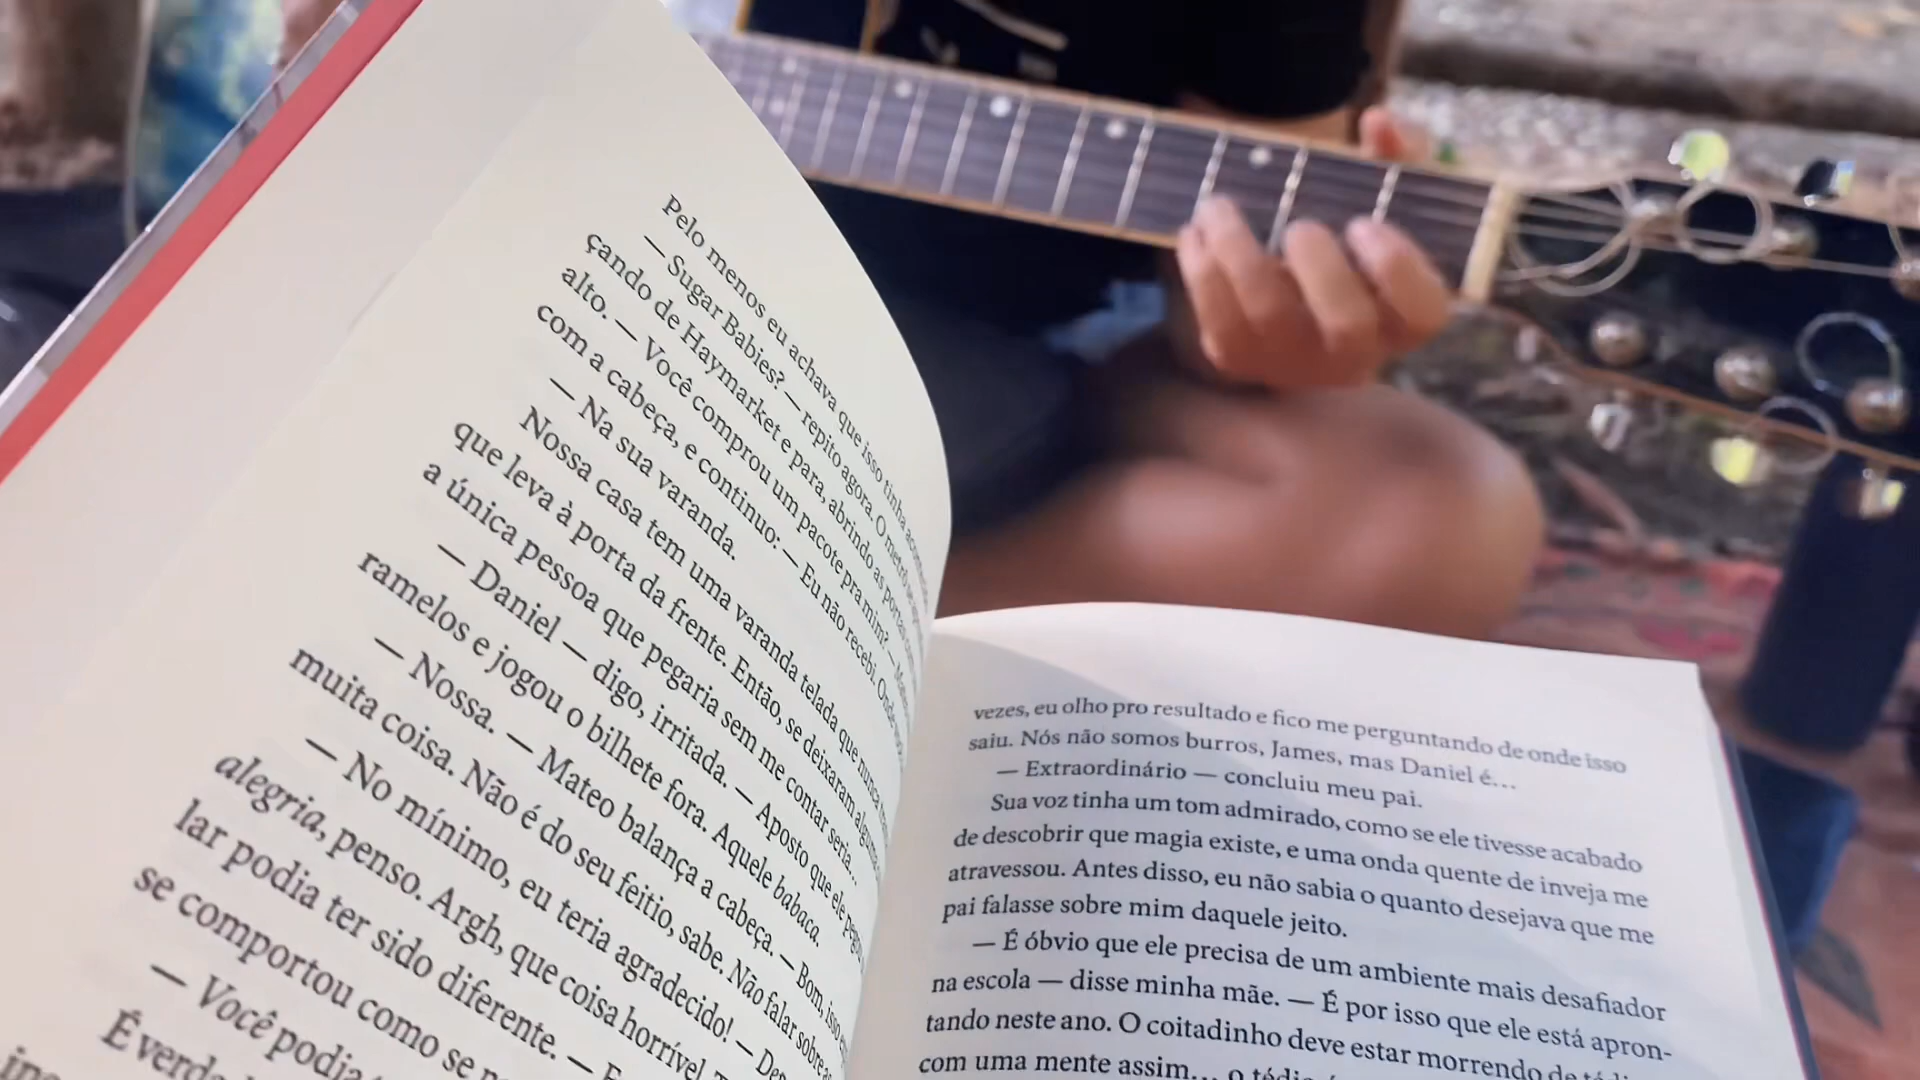 Pelo menos eu achava que isso tinha
— Sugar Babies? — repito agora. O metrô
çando de Haymarket e para, abrindo as portas
alto. — Você comprou um pacote pra mim? —
com a cabeça, e continuo: — Eu não recebi. Onde
— Na sua varanda.
Nossa casa tem uma varanda telada que nunca
que leva à porta da frente. Então, se deixaram alguma
a única pessoa que pegaria sem me contar seria...
— Daniel — digo, irritada. — Aposto que ele pegou
ramelos e jogou o bilhete fora. Aquele babaca.
— Nossa. — Mateo balança a cabeça. — Bom, isso
muita coisa. Não é do seu feitio, sabe. Não falar sobre as
— No mínimo, eu teria agradecido! —
alegria, penso. Argh, que coisa horrível.
lar podia ter sido diferente. —
se comportou como se
— Você podia
É verda
vezes, eu olho pro resultado e fico me perguntando de onde isso
saiu. Nós não somos burros, James, mas Daniel é...
— Extraordinário — concluiu meu pai.
Sua voz tinha um tom admirado, como se ele tivesse acabado
de descobrir que magia existe, e uma onda quente de inveja me
atravessou. Antes disso, eu não sabia o quanto desejava que me
pai falasse sobre mim daquele jeito.
— É óbvio que ele precisa de um ambiente mais desafiador
na escola — disse minha mãe. — É por isso que ele está apron-
tando neste ano. O coitadinho deve estar morrendo de
com uma mente assim... o